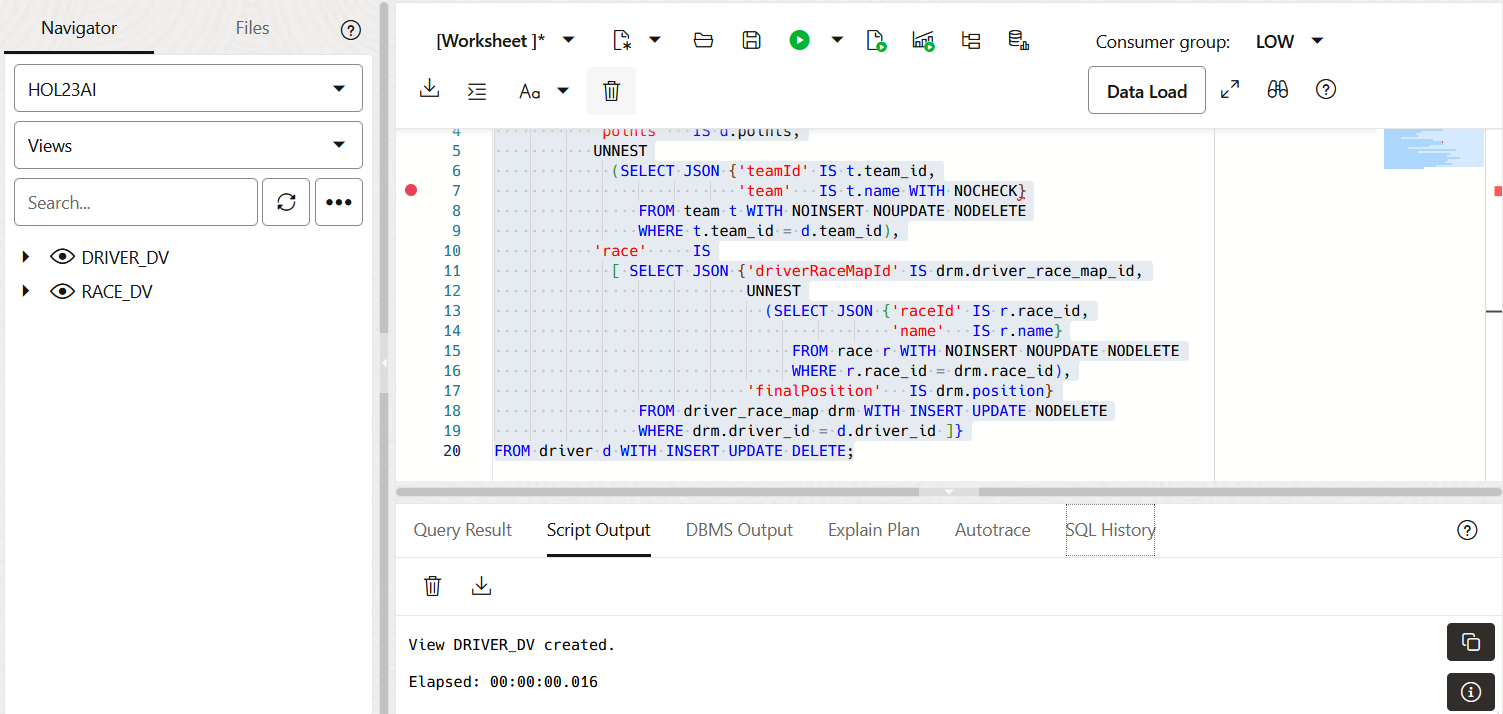 Navigator
Files
HOL23AI
Views
Search...
DRIVER_DV
RACE_DV
[Worksheet ]*
Consumer group: LOW
Aa
Data Load
4 'points' IS d.points,
5 UNNEST
6 (SELECT JSON {'teamId' IS t.team_id,
7 'team' IS t.name WITH NOCHECK}
8 FROM team t WITH NOINSERT NOUPDATE NODELETE
9 WHERE t.team_id = d.team_id),
10 'race' IS
11 [ SELECT JSON {'driverRaceMapId' IS drm.driver_race_map_id,
12 UNNEST
13 (SELECT JSON {'raceId' IS r.race_id,
14 'name' IS r.name}
15 FROM race r WITH NOINSERT NOUPDATE NODELETE
16 WHERE r.race_id = drm.race_id),
17 'finalPosition' IS drm.position}
18 FROM driver_race_map drm WITH INSERT UPDATE NODELETE
19 WHERE drm.driver_id = d.driver_id ]}
20 FROM driver d WITH INSERT UPDATE DELETE;
Query Result
Script Output
DBMS Output
Explain Plan
Autotrace
SQL History
View DRIVER_DV created.
Elapsed: 00:00:00.016